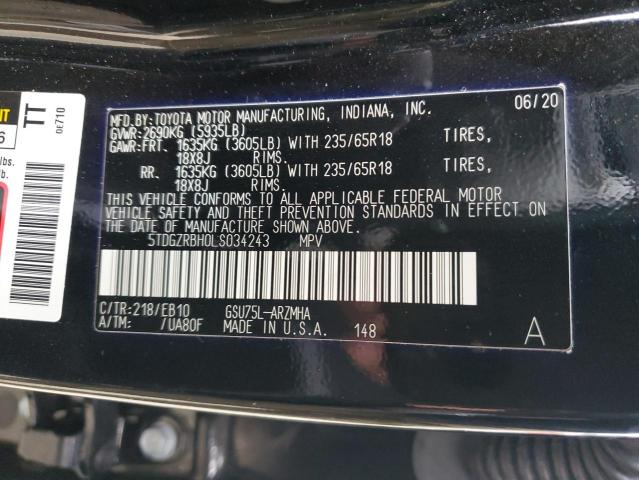 MFD.BY:TOYOTA MOTOR MANUFACTURING, INDIANA, INC. 06/20
GVWR:2690KG (5935LB)
GAWR:FRT. 1635KG (3605LB) WITH 235/65R18 TIRES,
18X8J RIMS.
RR. 1635KG (3605LB) WITH 235/65R18 TIRES,
18X8J RIMS.
THIS VEHICLE CONFORMS TO ALL APPLICABLE FEDERAL MOTOR
VEHICLE SAFETY AND THEFT PREVENTION STANDARDS IN EFFECT ON
THE DATE OF MANUFACTURE SHOWN ABOVE.
5TDGZRBH0LS034243 MPV
C/TR:218/EB10 GSU75L-ARZMHA
A/TM: /UA80F MADE IN U.S.A. 148 A
TT
0E710
lbs.
lb.